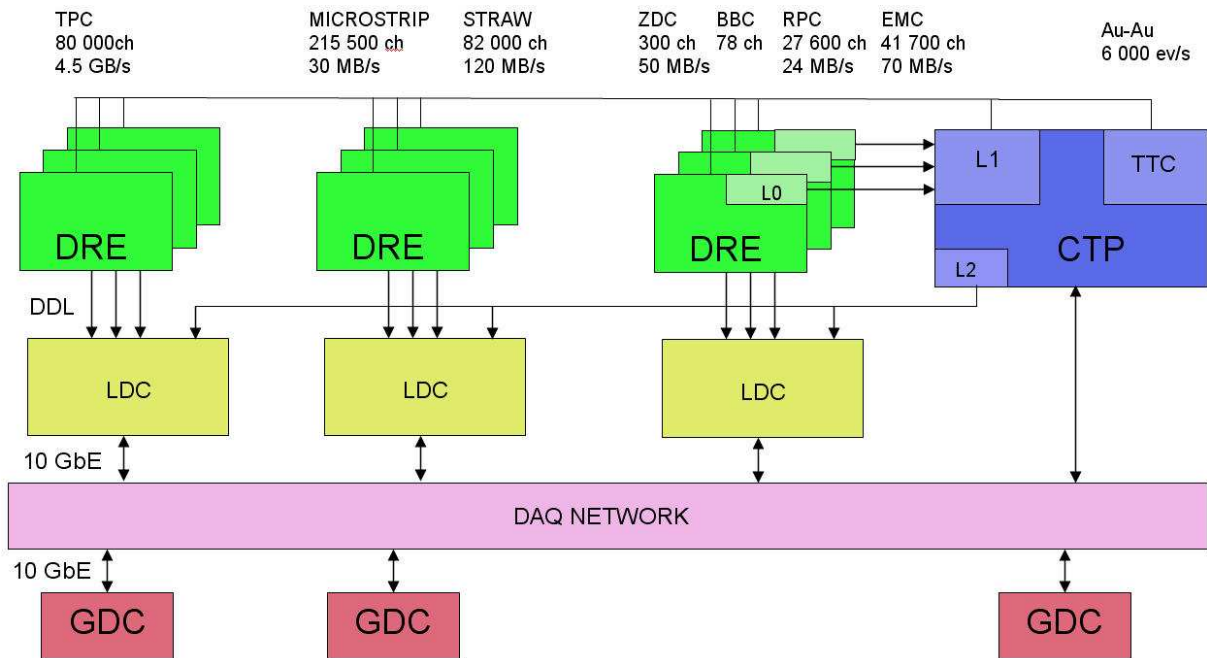 TPC
80 000ch
4.5 GB/s
MICROSTRIP
215 500 ch
30 MB/s
STRAW
82 000 ch
120 MB/s
ZDC
300 ch
50 MB/s
BBC
78 ch
RPC
27 600 ch
24 MB/s
EMC
41 700 ch
70 MB/s
Au-Au
6 000 ev/s
DRE
DRE
L0
DRE
L1
TTC
CTP
L2
DDL
LDC
LDC
LDC
10 GbE
DAQ NETWORK
10 GbE
GDC
GDC
GDC